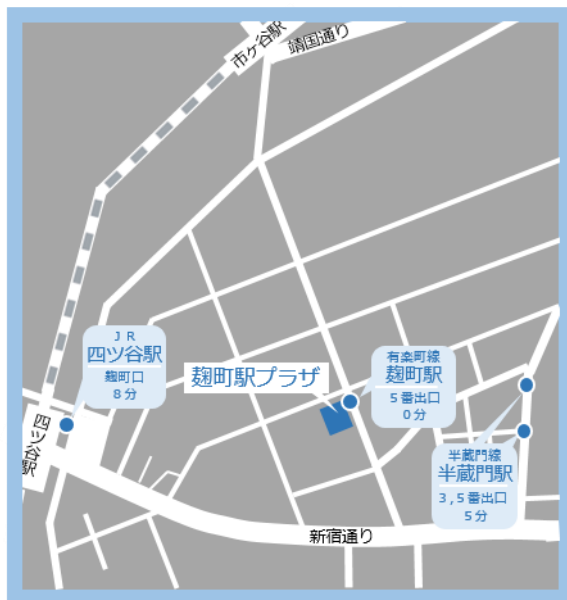 市ヶ谷駅
靖国通り
JR
四ツ谷駅
麹町口
8分
四ツ谷駅
麹町駅プラザ
有楽町線
麹町駅
5番出口
0分
半蔵門線
半蔵門駅
3,5番出口
5分
新宿通り